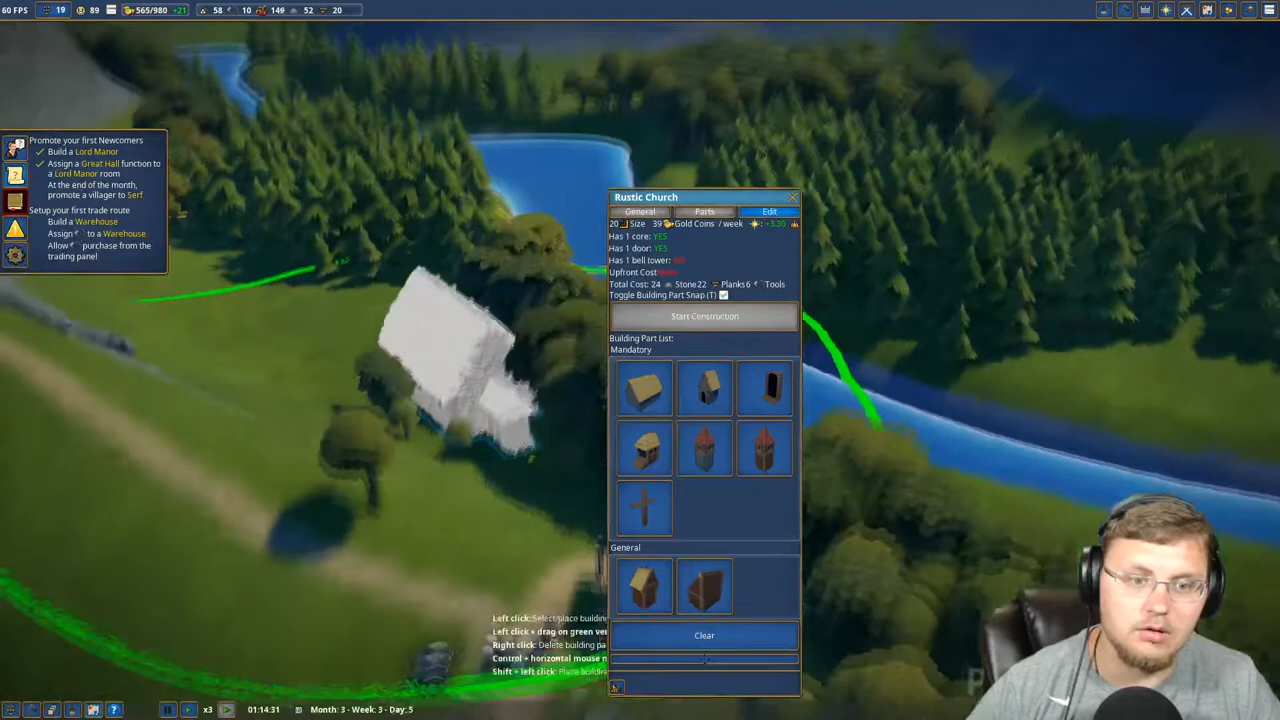 60 FPS 19 89 565/980 +21 58 10 149 52 20
Promote your first Newcomers
Build a Lord Manor
Assign a Great Hall function to
a Lord Manor room
At the end of the month,
promote a villager to Serf
Setup your first trade route
Build a Warehouse
Assign to a Warehouse
Allow purchase from the
trading panel
Rustic Church
General Parts Edit
20 Size 39 Gold Coins / week
Has 1 core: YES
Has 1 door: YES
Has 1 bell tower: NO
Upfront Cost
Total Cost: 24 Stone22 Planks6 Tools
Toggle Building Part Snap (T)
Start Construction
Building Part List:
Mandatory
General
Clear
Left click: Select/place building
Left click + drag on green ver
Right click: Delete building pa
Control + horizontal mouse m
Shift + left click: Place buildin
x3 01:14:31 Month: 3 - Week: 3 - Day: 5